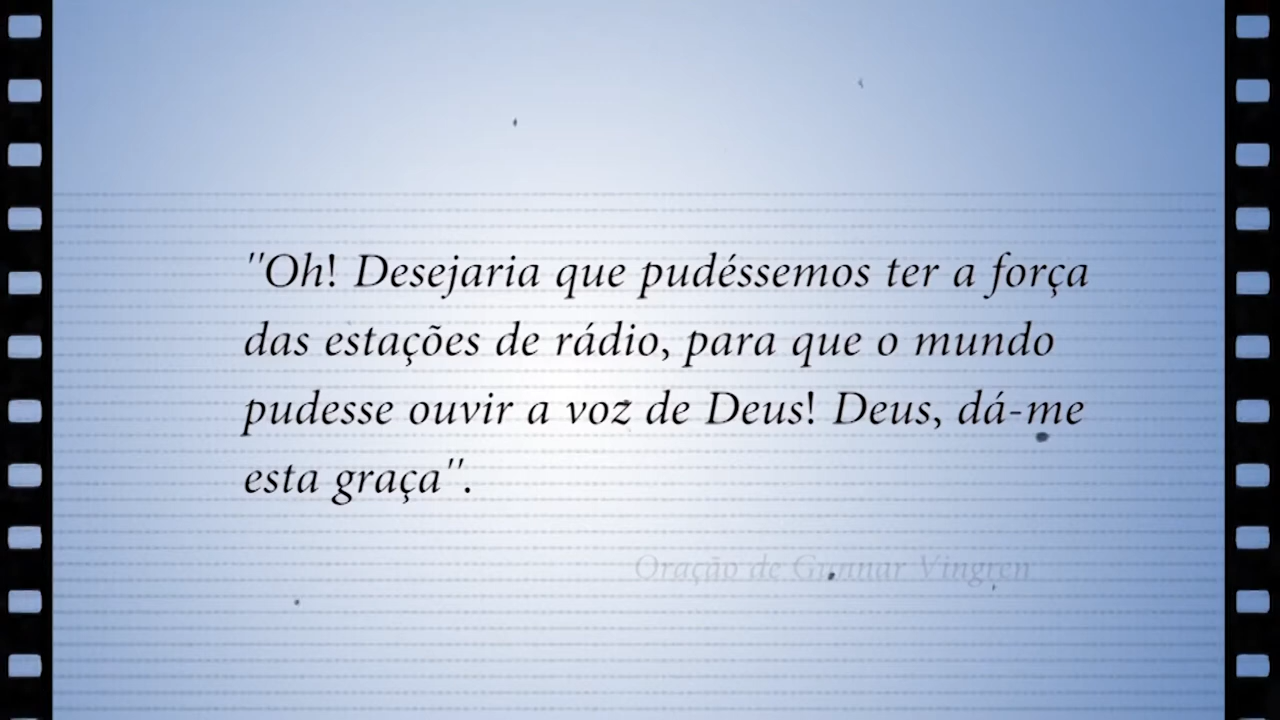 "Oh! Desejaria que pudéssemos ter a força
das estações de rádio, para que o mundo
pudesse ouvir a voz de Deus! Deus, dá-me
esta graça".
Oração de Gunnar Vingren